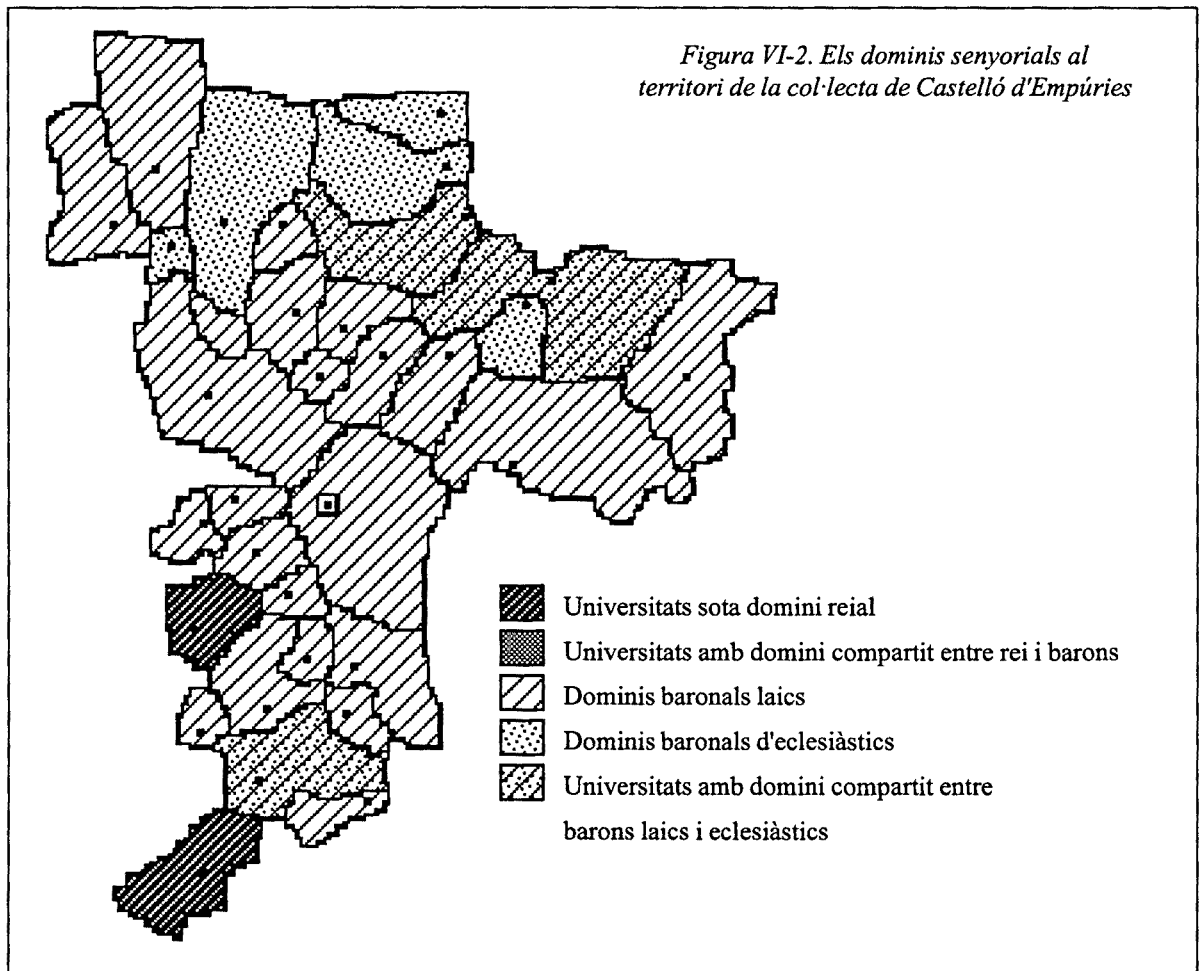 Figura VI-2. Els dominis senyorials al
territori de la col·lecta de Castelló d'Empúries
Universitats sota domini reial
Universitats amb domini compartit entre rei i barons
Dominis baronals laics
Dominis baronals d'eclesiàstics
Universitats amb domini compartit entre
barons laics i eclesiàstics